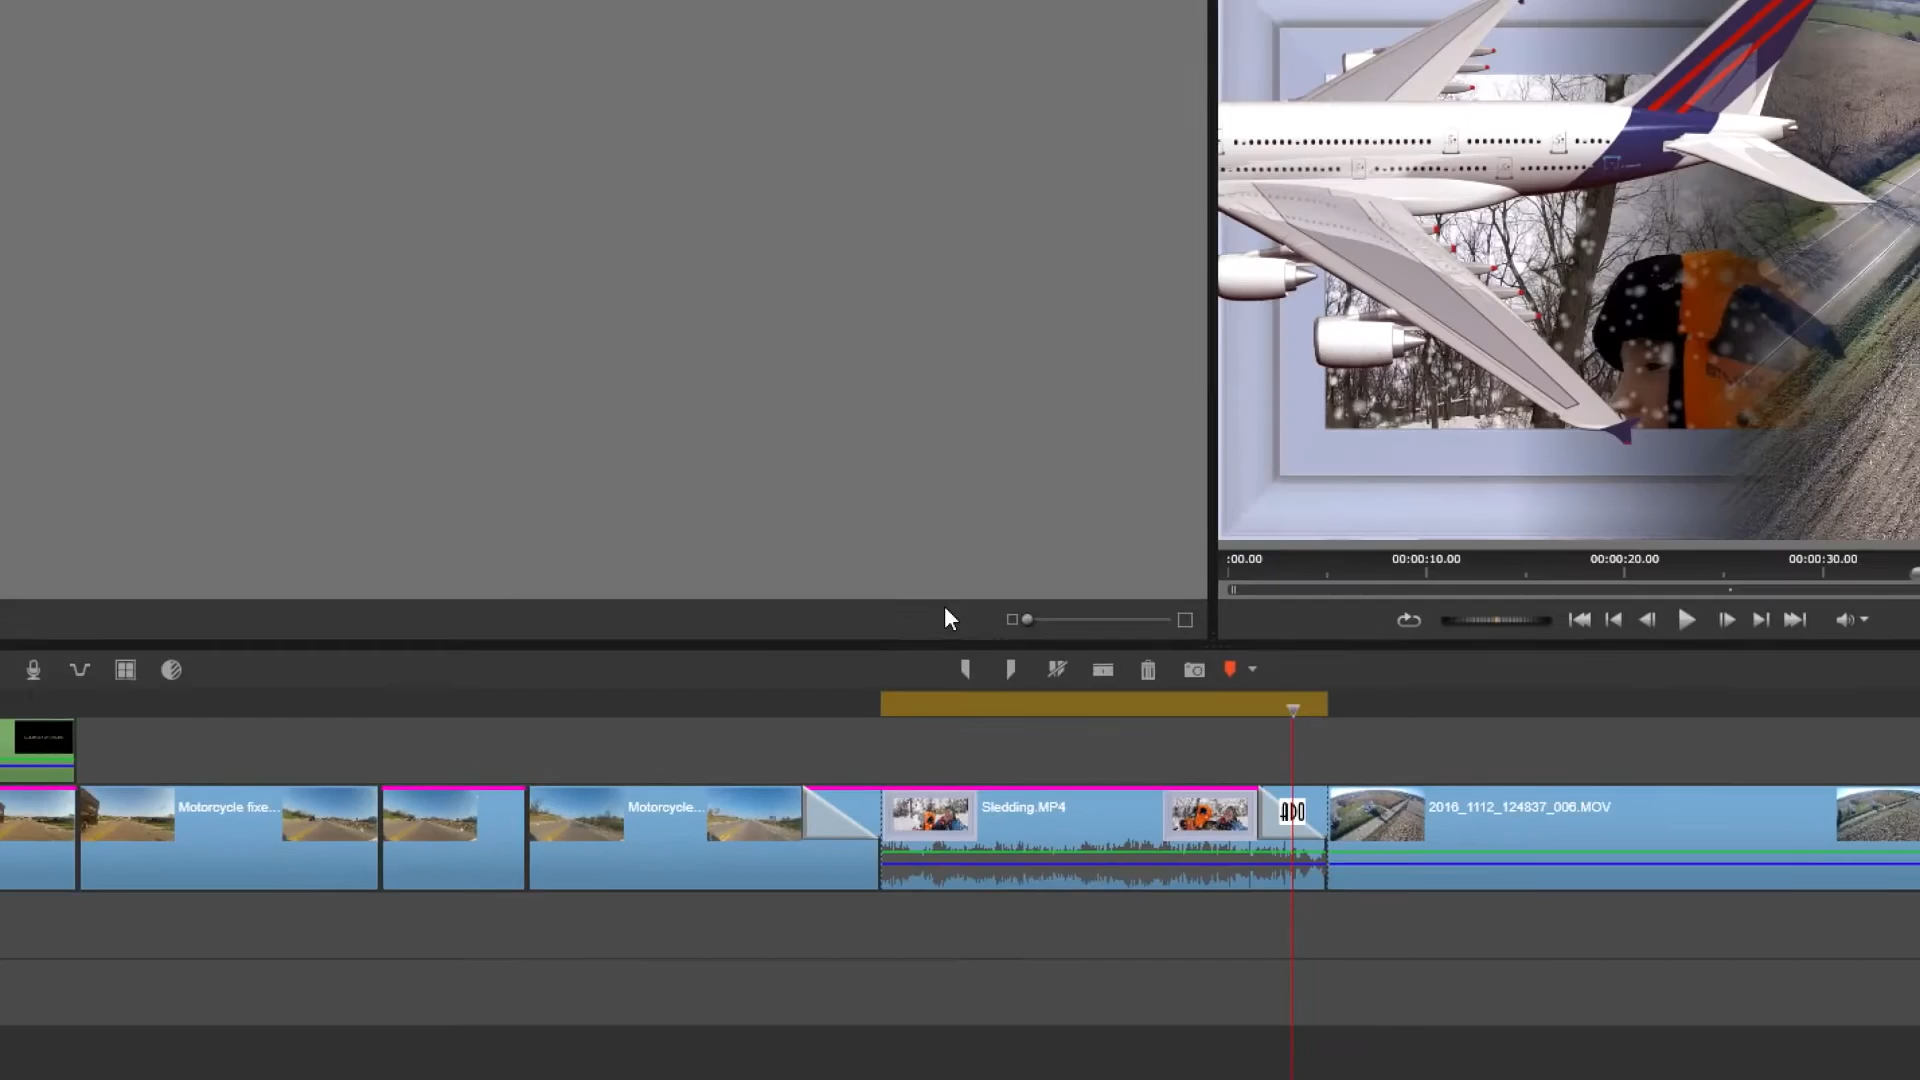 :00.00
00:00:10.00
00:00:20.00
00:00:30.00
Motorcycle fixe...
Motorcycle...
Sledding.MP4
ADO
2016_1112_124837_006.MOV